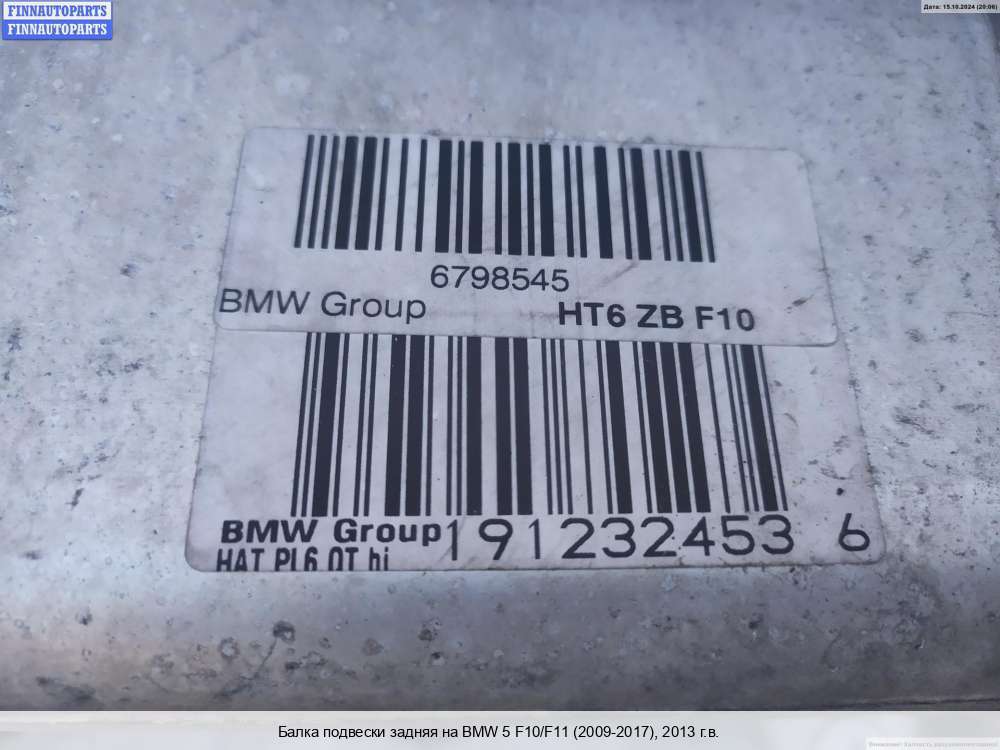 FINNAUTOPARTS
FINNAUTOPARTS
Дата: 15.10.2024 (20:06)
6798545
BMW Group
HT6 ZB F10
BMW Group
191232453 6
HAT PL6 OT hi
Балка подвески задняя на BMW 5 F10/F11 (2009-2017), 2013 г.в.